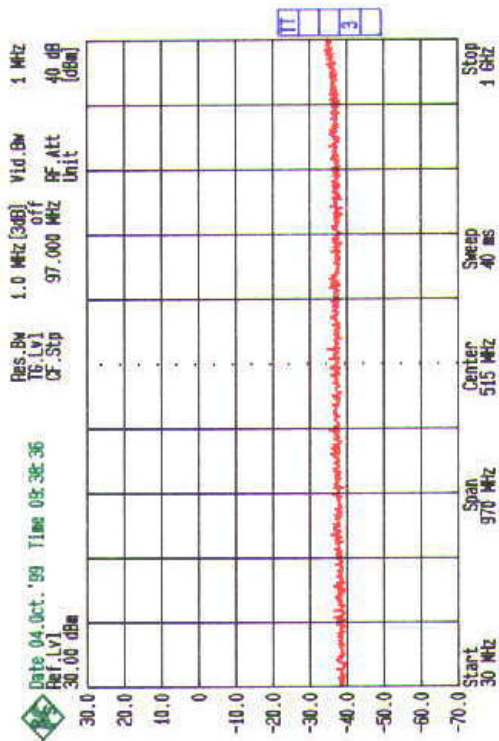 Date 04.Oct.'99 Time 09:38:36
Ref.Lvl
30.00 dBm
Res.Bw 1.0 MHz [3dB] Vid.Bw 1 MHz
TG.Lvl off
CF.Stp 97.000 MHz RF.Att 40 dB
Unit [dBm]
30.0
20.0
10.0
0
-10.0
-20.0
-30.0
-40.0
-50.0
-60.0
-70.0
Start
30 MHz
Span
970 MHz
Center
515 MHz
Sweep
40 ms
Stop
1 GHz
TT
3